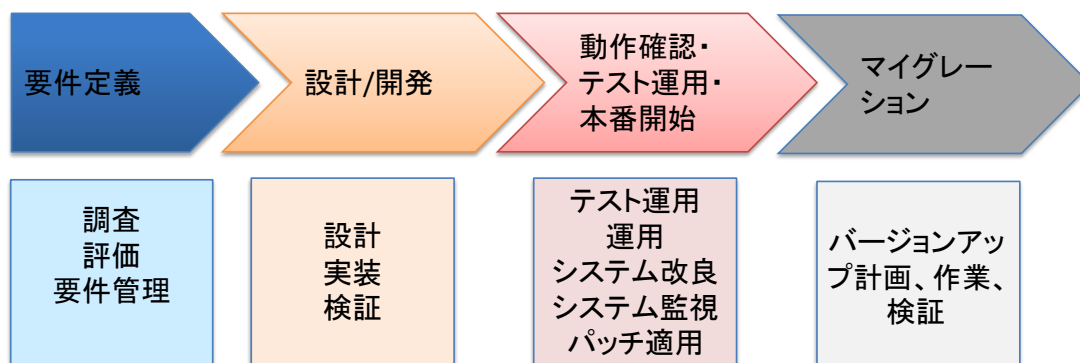 要件定義
設計/開発
動作確認・
テスト運用・
本番開始
マイグレー
ション
調査
評価
要件管理
設計
実装
検証
テスト運用
運用
システム改良
システム監視
パッチ適用
バージョンアッ
プ計画、作業、
検証